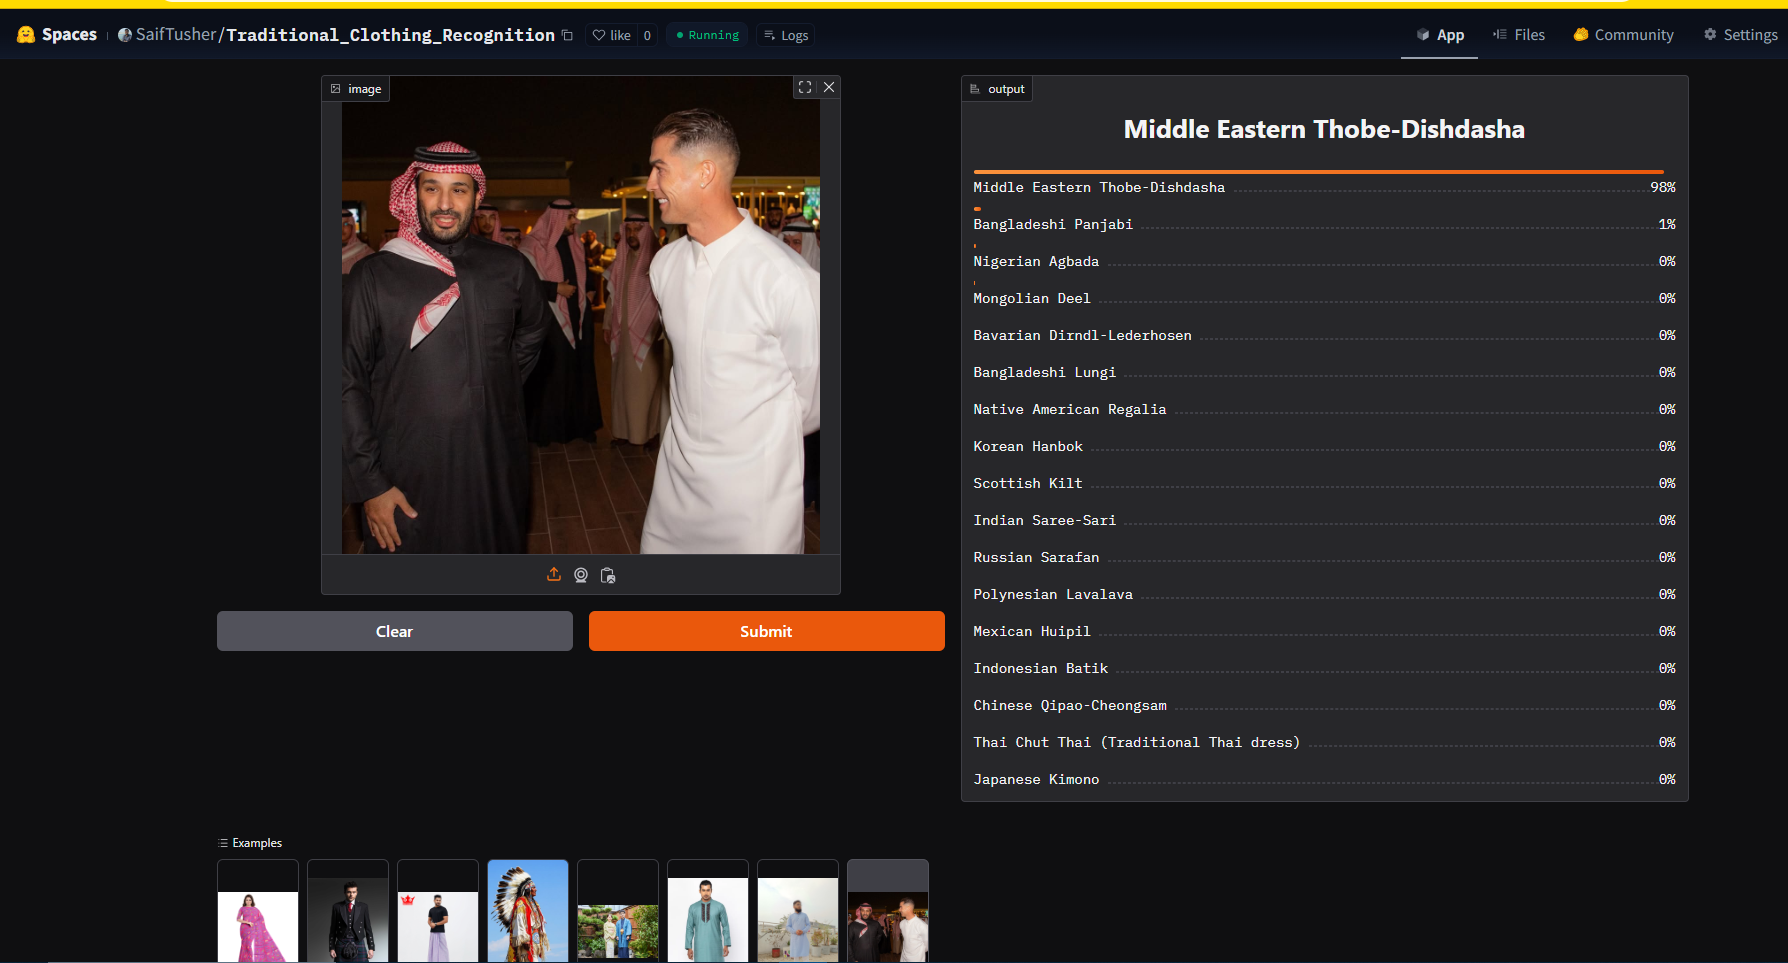 Spaces
SaifTusher/Traditional_Clothing_Recognition
like 0
Running
Logs
App
Files
Community
Settings
image
Clear
Submit
output
Middle Eastern Thobe-Dishdasha
Middle Eastern Thobe-Dishdasha 98%
Bangladeshi Panjabi 1%
Nigerian Agbada 0%
Mongolian Deel 0%
Bavarian Dirndl-Lederhosen 0%
Bangladeshi Lungi 0%
Native American Regalia 0%
Korean Hanbok 0%
Scottish Kilt 0%
Indian Saree-Sari 0%
Russian Sarafan 0%
Polynesian Lavalava 0%
Mexican Huipil 0%
Indonesian Batik 0%
Chinese Qipao-Cheongsam 0%
Thai Chut Thai (Traditional Thai dress) 0%
Japanese Kimono 0%
Examples